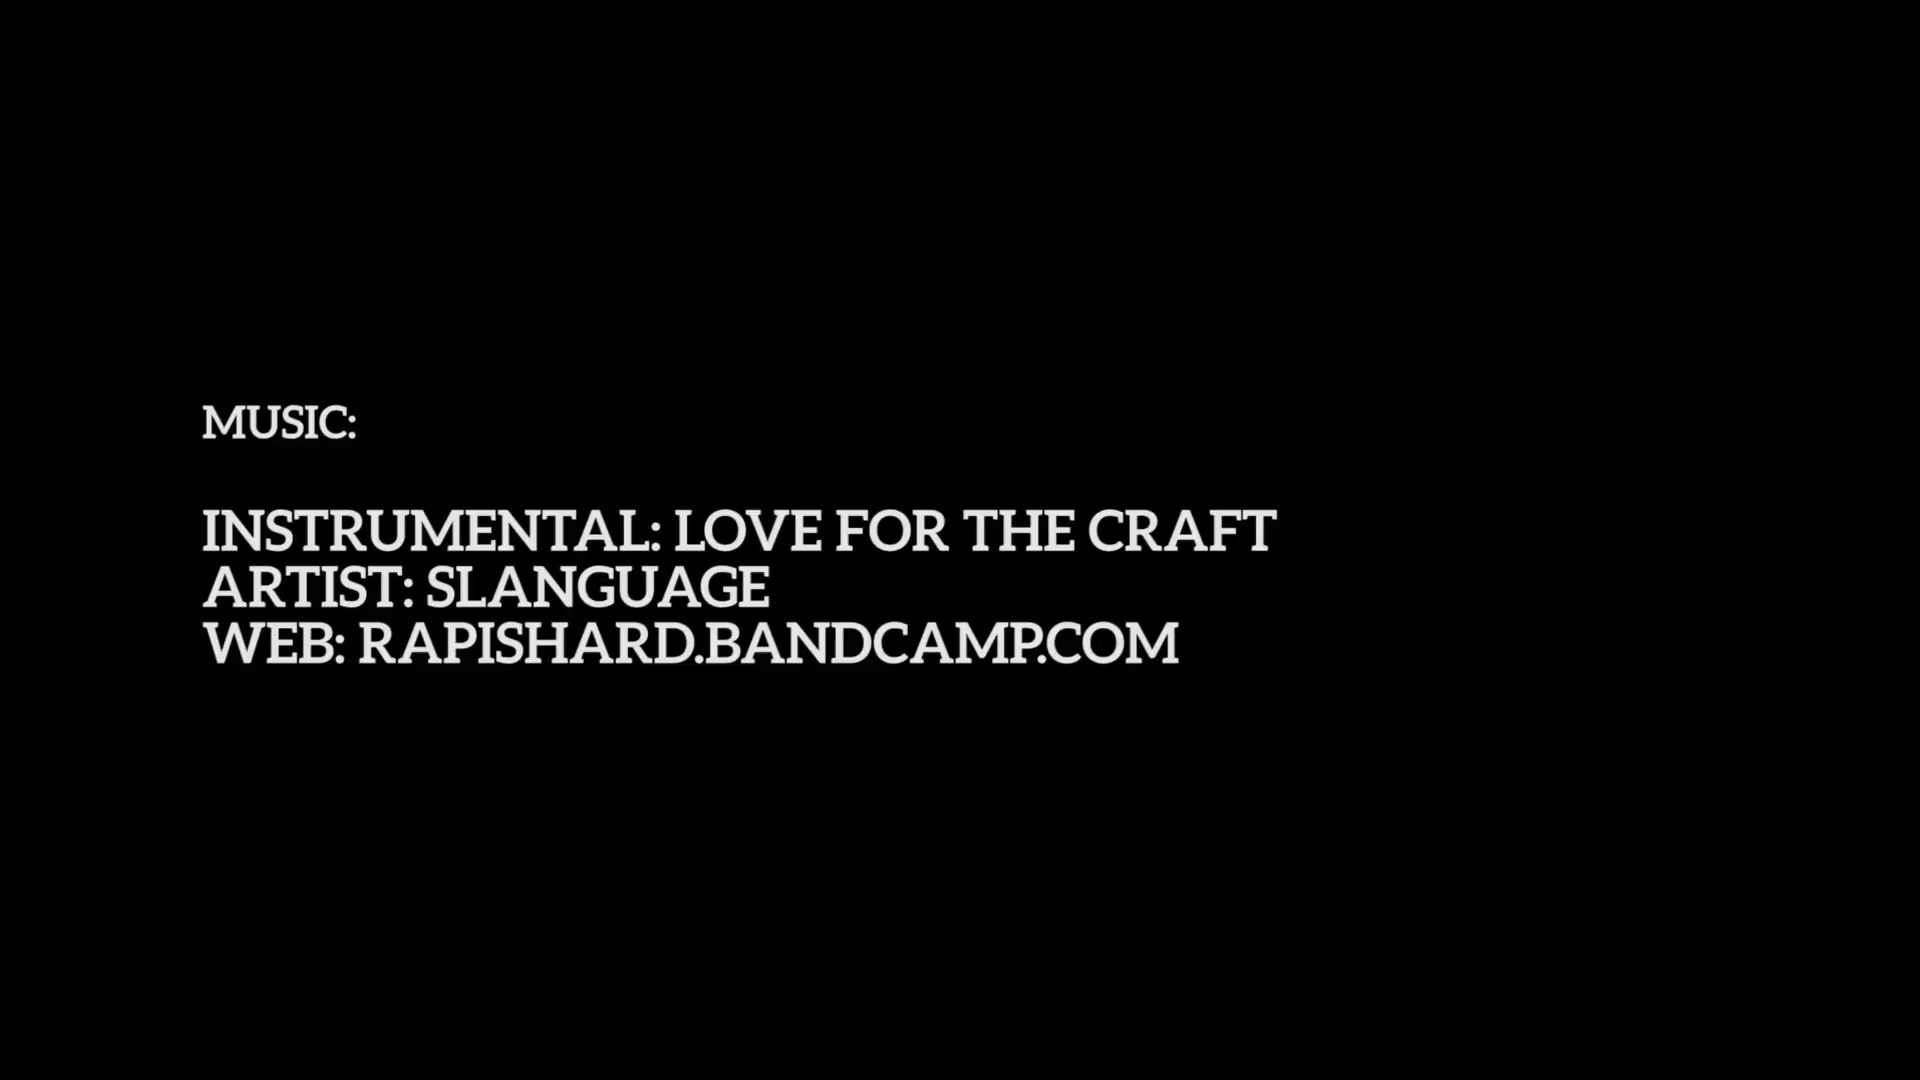 MUSIC:
INSTRUMENTAL: LOVE FOR THE CRAFT
ARTIST: SLANGUAGE
WEB: RAPISHARD.BANDCAMP.COM